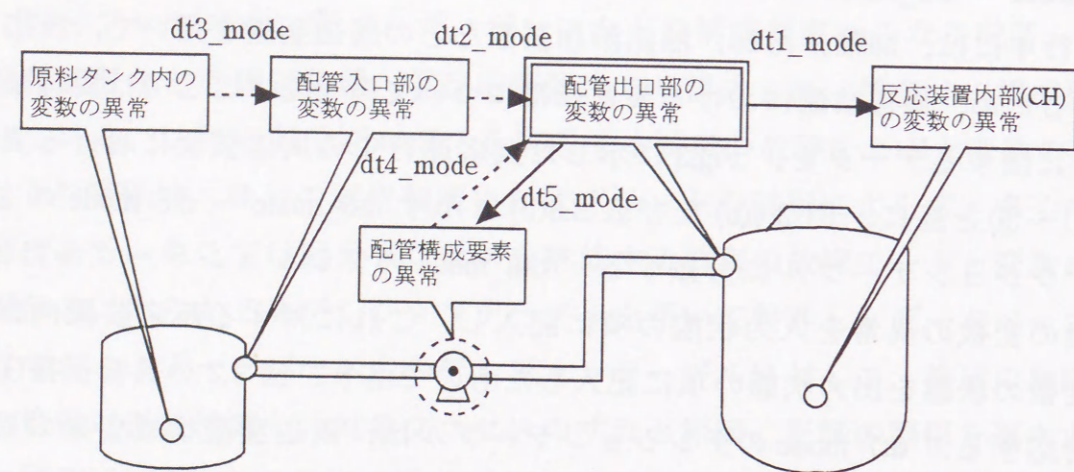 dt3_mode
dt2_mode
dt1_mode
原料タンク内の
変数の異常
配管入口部の
変数の異常
配管出口部の
変数の異常
反応装置内部(CH)
の変数の異常
dt4_mode
dt5_mode
配管構成要素
の異常